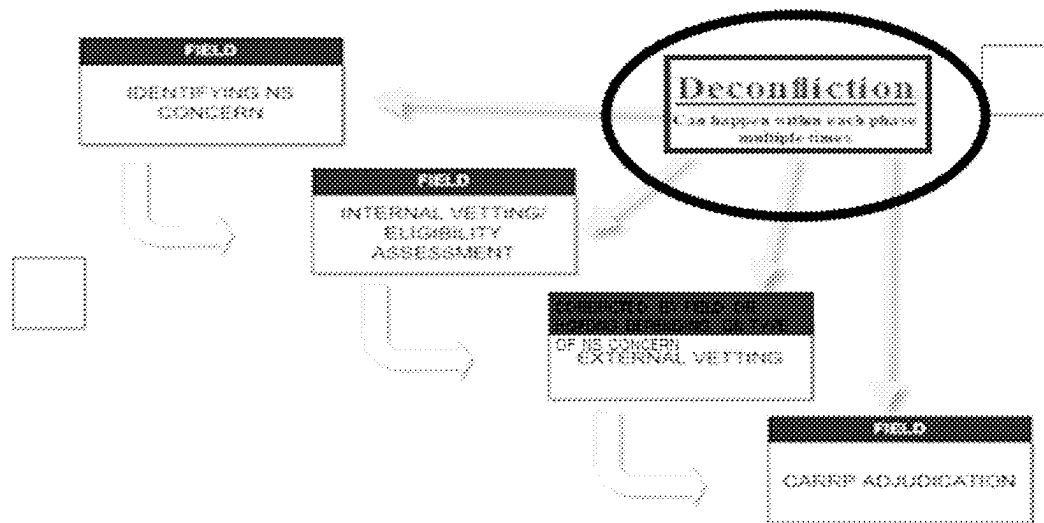 FIELD
IDENTIFYING NS
CONCERN
Deconfliction
Can happen within each phase
multiple times
FIELD
INTERNAL VETTING/
ELIGIBILITY
ASSESSMENT
OF NS CONCERN
EXTERNAL VETTING
FIELD
CARRP ADJUDICATION